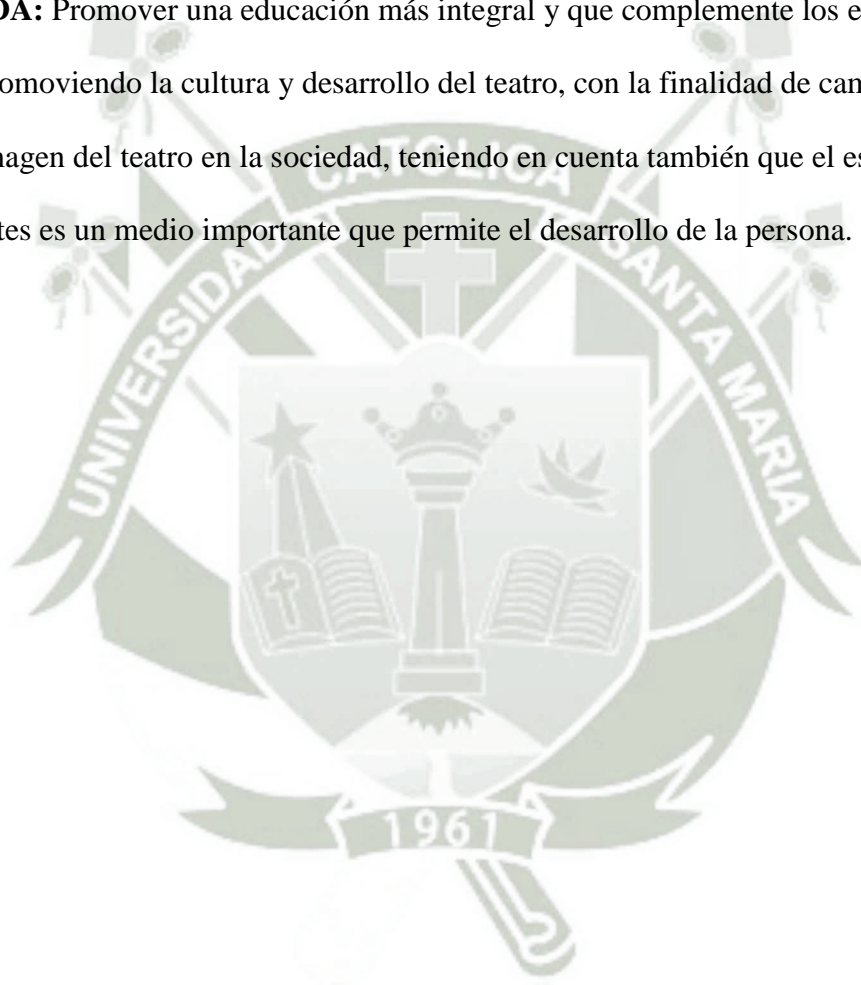 DA: Promover una educación más integral y que complemente los e
omoviendo la cultura y desarrollo del teatro, con la finalidad de can
nagen del teatro en la sociedad, teniendo en cuenta también que el es
tes es un medio importante que permite el desarrollo de la persona.
UNIVERSIDAD CATOLICA SANTA MARIA
1961